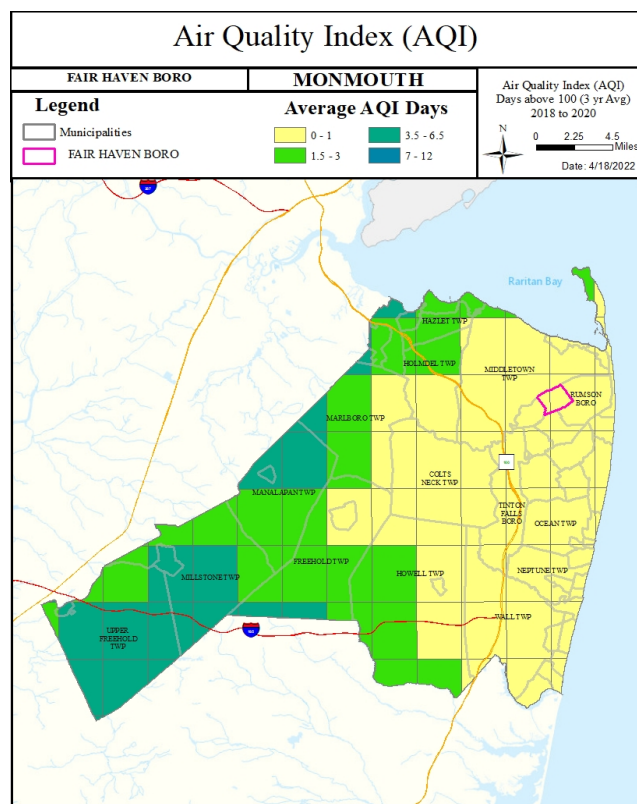 Air Quality Index (AQI)
FAIR HAVEN BORO
MONMOUTH
Legend
Municipalities
FAIR HAVEN BORO
Average AQI Days
0 - 1
3.5 - 6.5
1.5 - 3
7 - 12
Air Quality Index (AQI)
Days above 100 (3 yr Avg)
2018 to 2020
N
0 2.25 4.5
Miles
Date: 4/18/2022
Raritan Bay
HAZLET TWP
HOLMDEL TWP
MIDDLETOWN
TWP
RUMSON
BORO
MARLBORO TWP
COLTS
NECK TWP
MANALAPAN TWP
TINTON
FALLS
BORO
OCEAN TWP
FREEHOLD TWP
HOWELL TWP
NEPTUNE TWP
MILLSTONE TWP
WALL TWP
UPPER
FREEHOLD
TWP